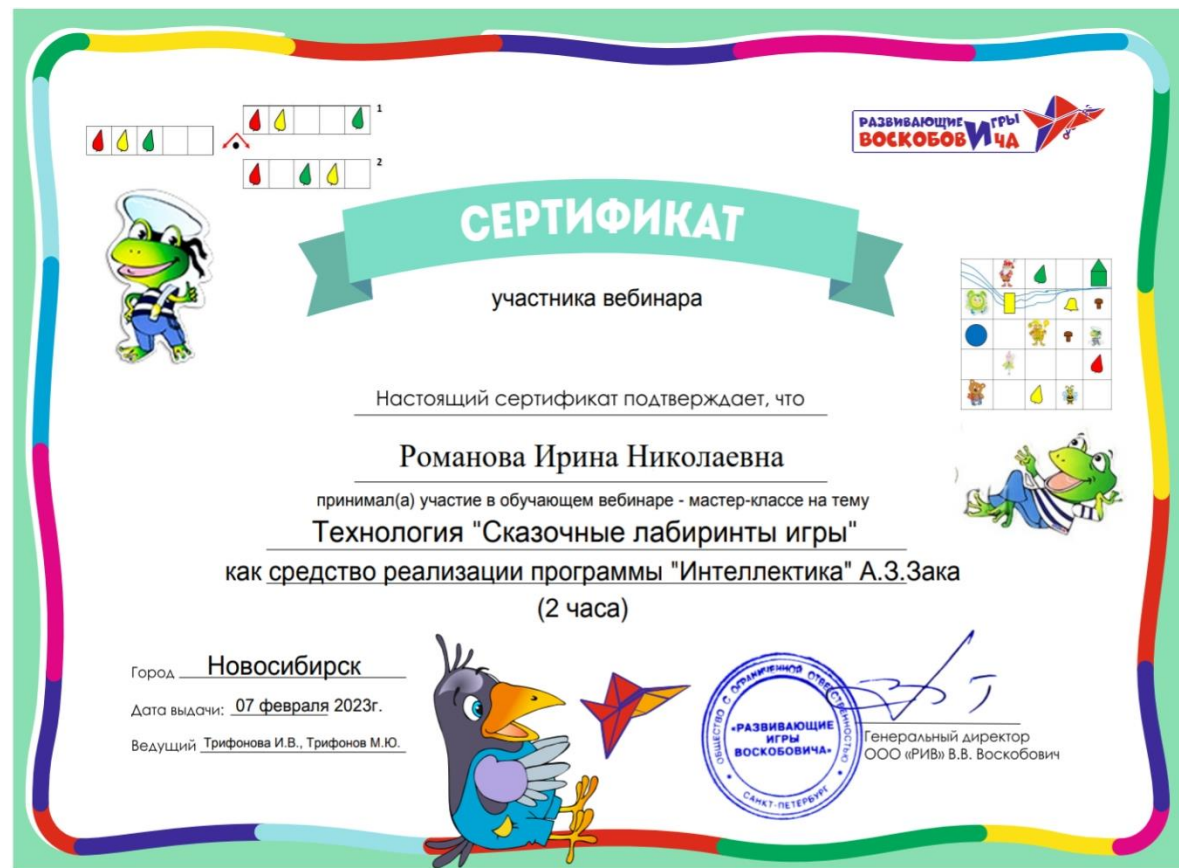 1
2
РАЗВИВАЮЩИЕ ИГРЫ
ВОСКОБОВИЧА
СЕРТИФИКАТ
участника вебинара
Настоящий сертификат подтверждает, что
Романова Ирина Николаевна
принимал(а) участие в обучающем вебинаре - мастер-классе на тему
Технология "Сказочные лабиринты игры"
как средство реализации программы "Интеллектика" А.З.Зака
(2 часа)
Город Новосибирск
Дата выдачи: 07 февраля 2023г.
Ведущий Трифонова И.В., Трифонов М.Ю.
ОБЩЕСТВО С ОГРАНИЧЕННОЙ ОТВЕТСТВЕННОСТЬЮ
«РАЗВИВАЮЩИЕ
ИГРЫ
ВОСКОБОВИЧА»
САНКТ-ПЕТЕРБУРГ
Генеральный директор
ООО «РИВ» В.В. Воскобович